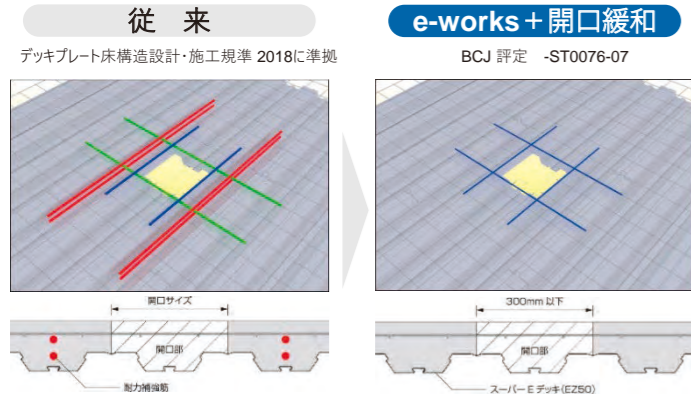 従来
e-works＋開口緩和
デッキプレート床構造設計・施工規準 2018に準拠
BCJ 評定 -ST0076-07
開口サイズ
300mm 以下
開口部
開口部
耐力補強筋
スーパー E デッキ(EZ50)